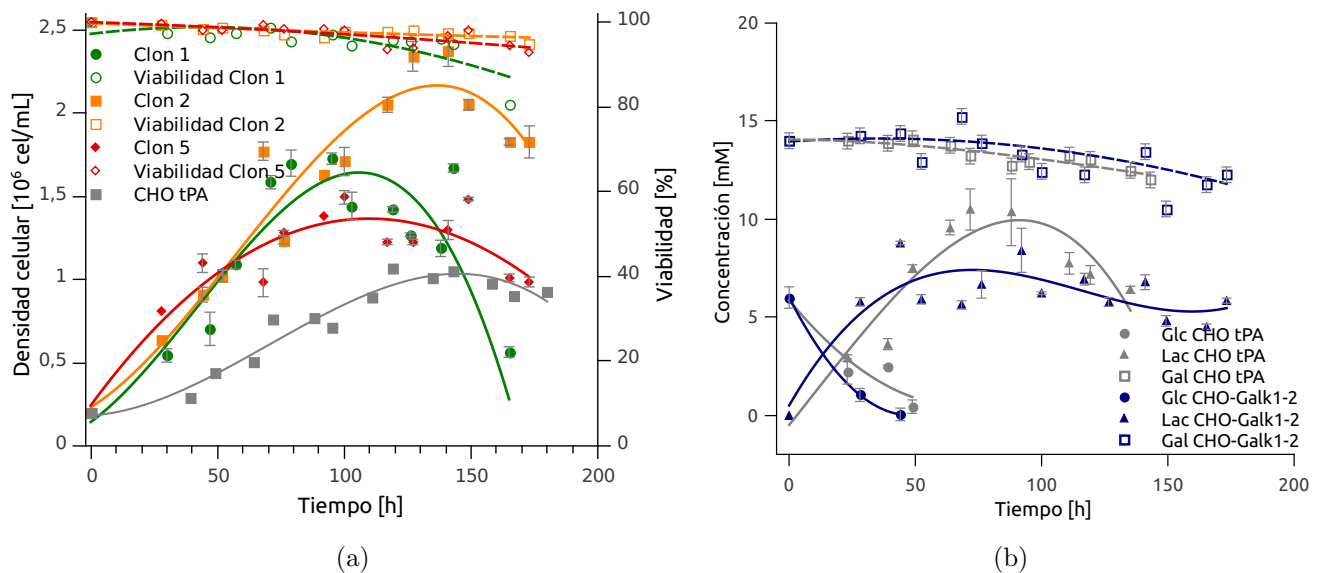 2,5
2
1,5
1
0,5
0
Densidad celular [10⁶ cel/mL]
Clon 1
Viabilidad Clon 1
Clon 2
Viabilidad Clon 2
Clon 5
Viabilidad Clon 5
CHO tPA
100
80
60
40
20
0
Viabilidad [%]
0 50 100 150 200
Tiempo [h]
(a)
20
15
10
5
0
Concentración [mM]
Glc CHO tPA
Lac CHO tPA
Gal CHO tPA
Glc CHO-Galk1-2
Lac CHO-Galk1-2
Gal CHO-Galk1-2
0 50 100 150 200
Tiempo [h]
(b)